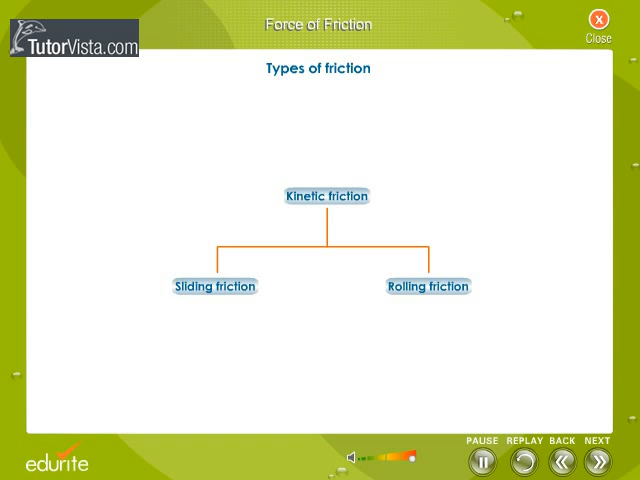 Force of Friction
TutorVista.com
Close
Types of friction
Kinetic friction
Sliding friction
Rolling friction
PAUSE REPLAY BACK NEXT
edurite